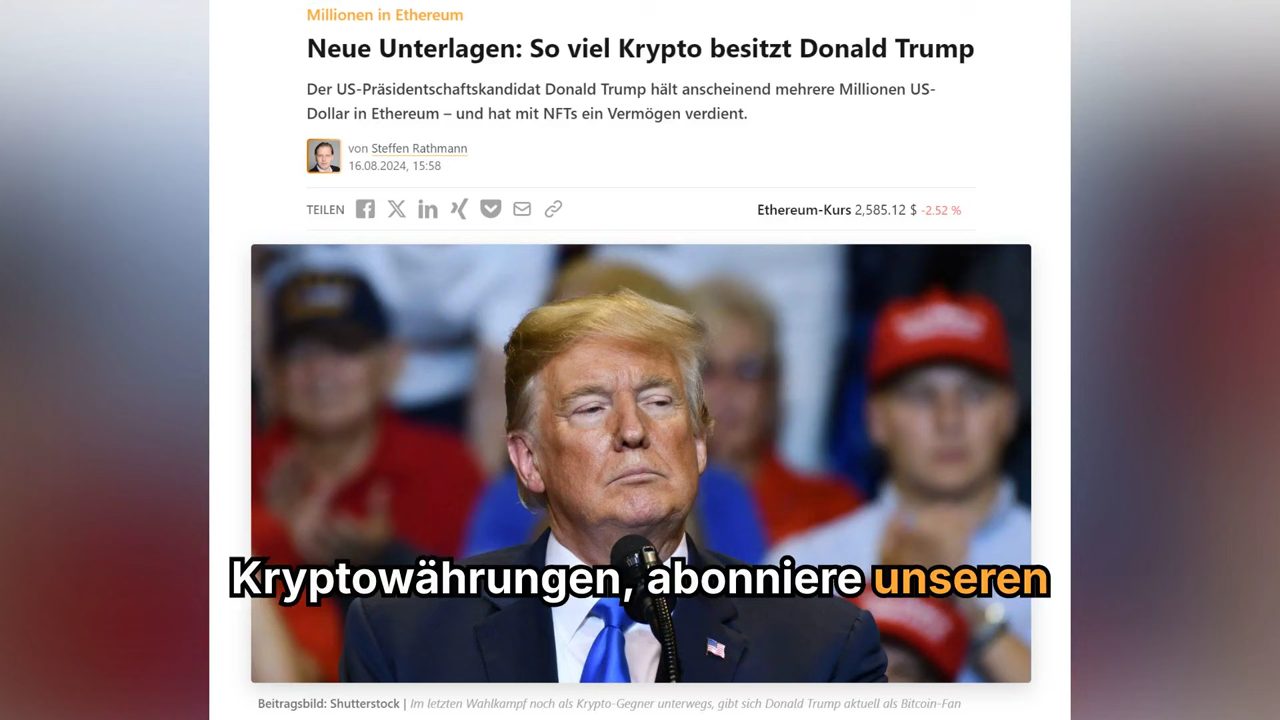 Millionen in Ethereum
Neue Unterlagen: So viel Krypto besitzt Donald Trump
Der US-Präsidentschaftskandidat Donald Trump hält anscheinend mehrere Millionen US-
Dollar in Ethereum – und hat mit NFTs ein Vermögen verdient.
von Steffen Rathmann
16.08.2024, 15:58
TEILEN
Ethereum-Kurs 2,585.12 $ -2.52 %
Kryptowährungen, abonniere unseren
Beitragsbild: Shutterstock | Im letzten Wahlkampf noch als Krypto-Gegner unterwegs, gibt sich Donald Trump aktuell als Bitcoin-Fan